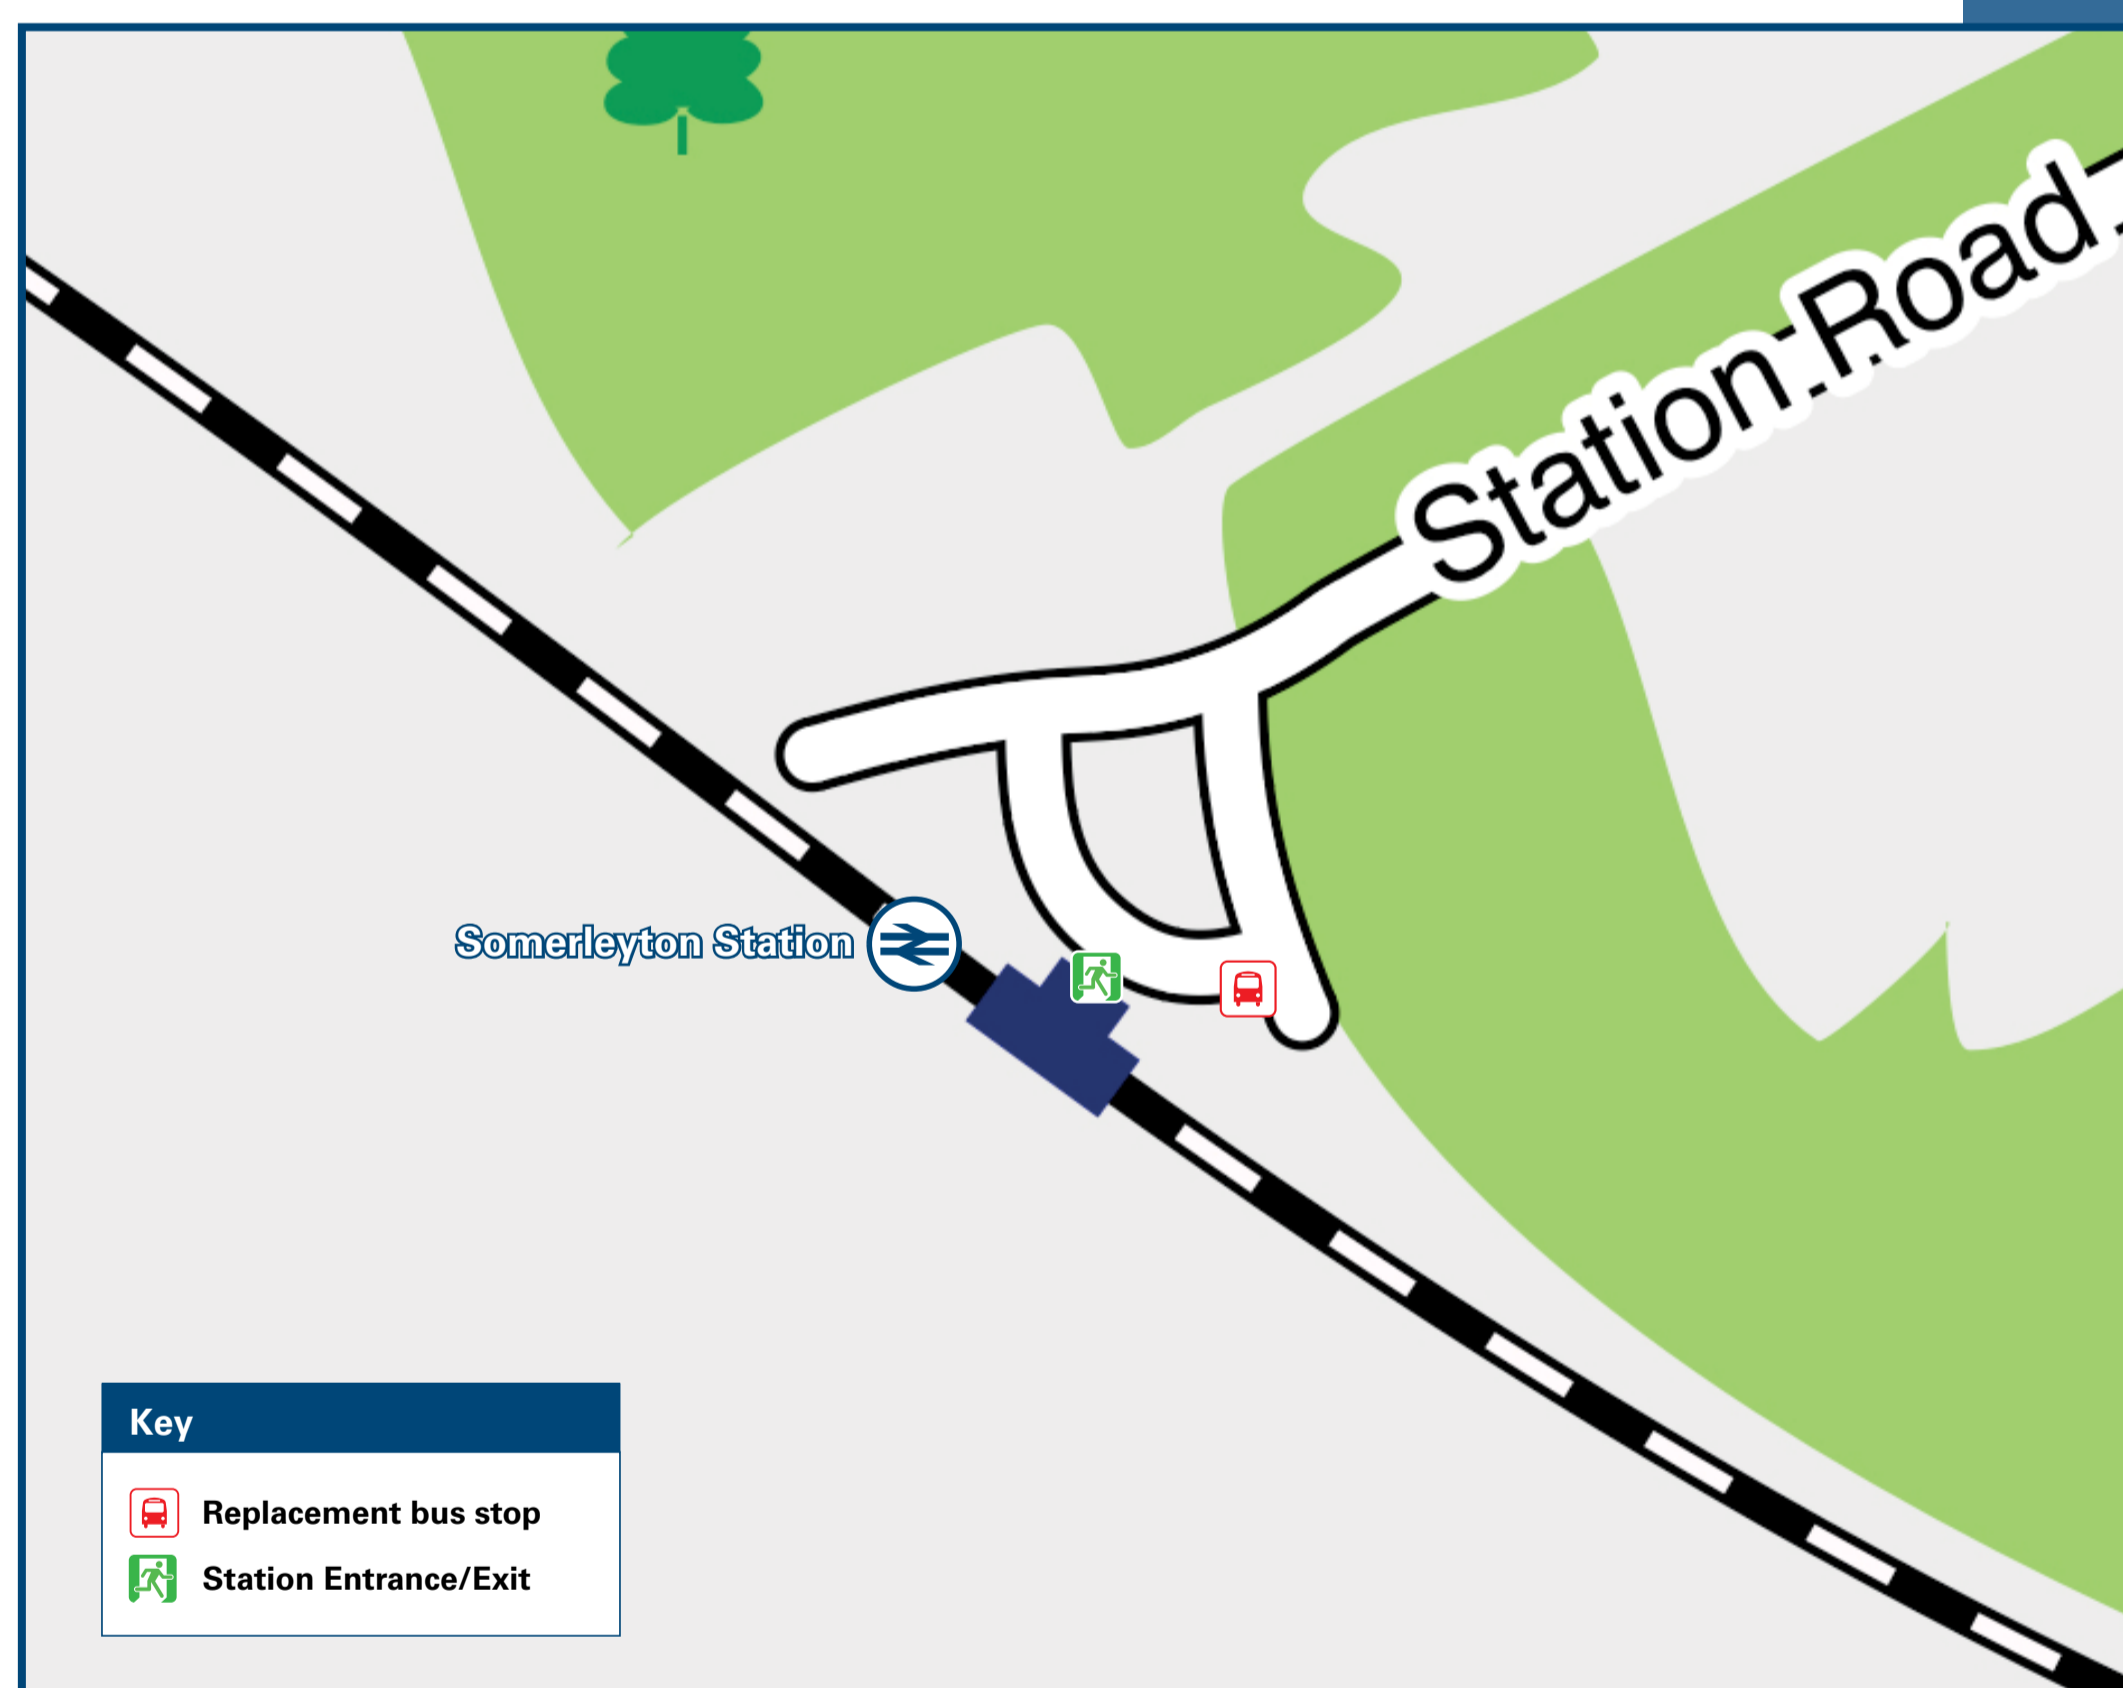 Station Road
Somerleyton Station
Key
Replacement bus stop
Station Entrance/Exit